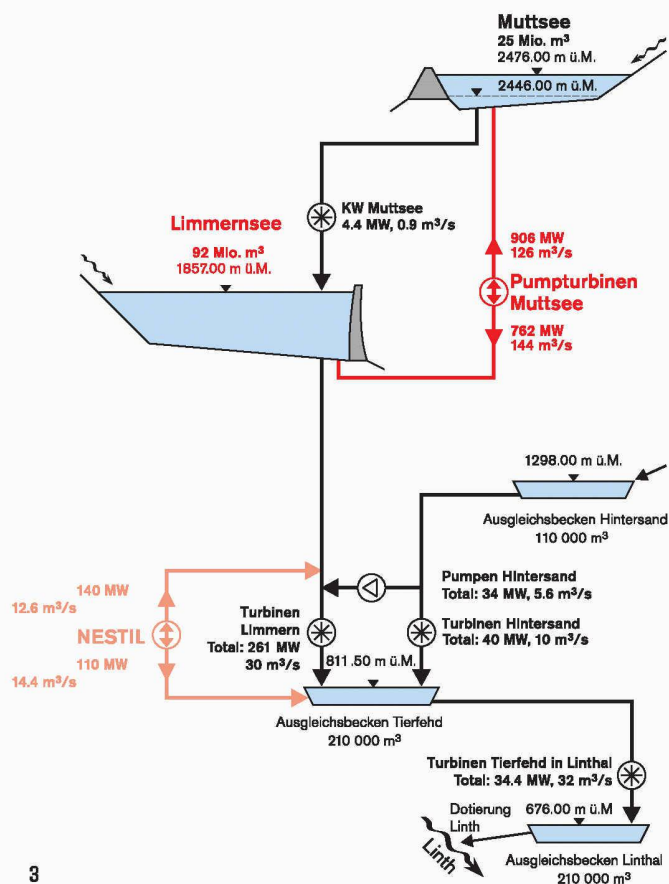 Muttsee
25 Mio. m³
2476.00 m ü.M.
2446.00 m ü.M.
KW Muttsee
4.4 MW, 0.9 m³/s
Limmernsee
92 Mio. m³
1857.00 m ü.M.
906 MW
126 m³/s
Pumpturbinen
Muttsee
762 MW
144 m³/s
1298.00 m ü.M.
Ausgleichsbecken Hintersand
110 000 m³
140 MW
12.6 m³/s
NESTIL
110 MW
14.4 m³/s
Pumpen Hintersand
Total: 34 MW, 5.6 m³/s
Turbinen
Limmern
Total: 261 MW
30 m³/s
Turbinen Hintersand
Total: 40 MW, 10 m³/s
811.50 m ü.M.
Ausgleichsbecken Tierfehd
210 000 m³
Turbinen Tierfehd in Linthal
Total: 34.4 MW, 32 m³/s
Dotierung
Linth
676.00 m ü.M
Linth
Ausgleichsbecken Linthal
210 000 m³
3